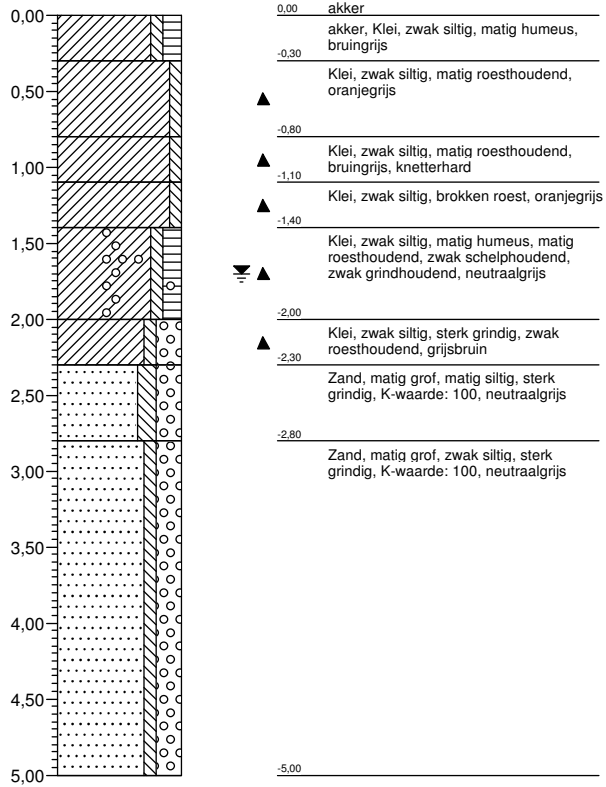 0,00
0,50
1,00
1,50
2,00
2,50
3,00
3,50
4,00
4,50
5,00
0,00 akker
akker, Klei, zwak siltig, matig humeus,
bruingrijs
-0,30
Klei, zwak siltig, matig roesthoudend,
oranjegrijs
-0,80
Klei, zwak siltig, matig roesthoudend,
bruingrijs, knetterhard
-1,10
Klei, zwak siltig, brokken roest, oranjegrijs
-1,40
Klei, zwak siltig, matig humeus, matig
roesthoudend, zwak schelphoudend,
zwak grindhoudend, neutraalgrijs
-2,00
Klei, zwak siltig, sterk grindig, zwak
roesthoudend, grijsbruin
-2,30
Zand, matig grof, matig siltig, sterk
grindig, K-waarde: 100, neutraalgrijs
-2,80
Zand, matig grof, zwak siltig, sterk
grindig, K-waarde: 100, neutraalgrijs
-5,00